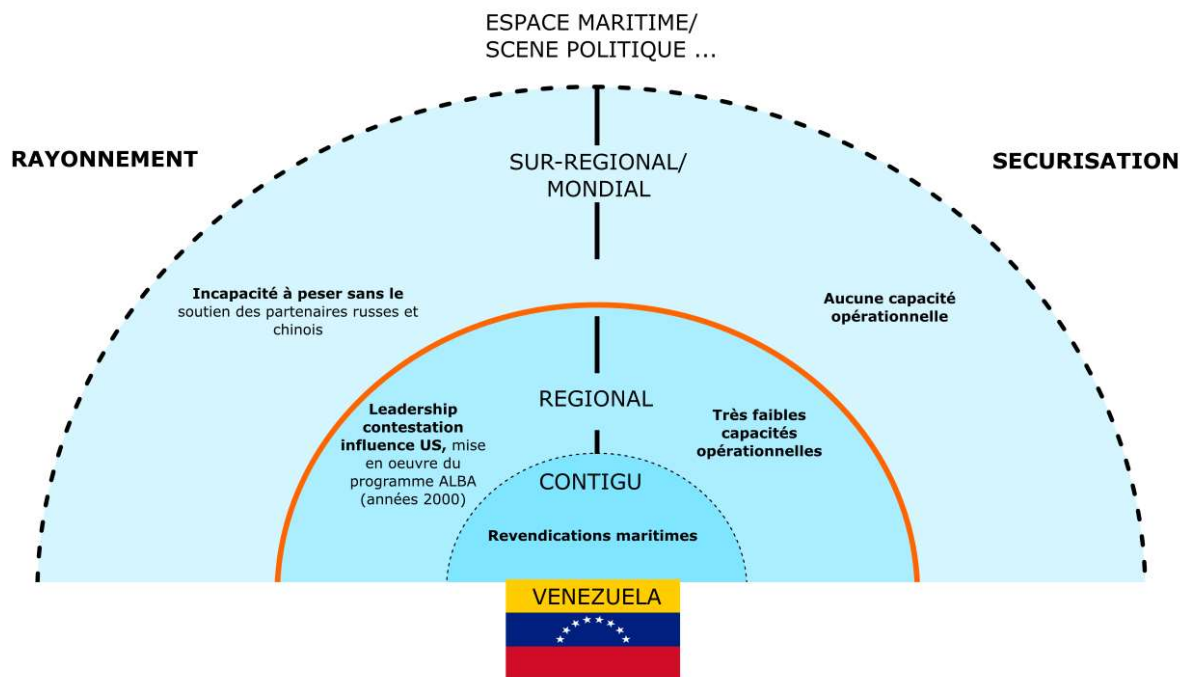 ESPACE MARITIME/
SCENE POLITIQUE ...
RAYONNEMENT
SECURISATION
SUR-REGIONAL/
MONDIAL
Incapacité à peser sans le
soutien des partenaires russes et
chinois
Aucune capacité
opérationnelle
REGIONAL
Leadership
contestation
influence US, mise
en oeuvre du
programme ALBA
(années 2000)
Très faibles
capacités
opérationnelles
CONTIGU
Revendications maritimes
VENEZUELA